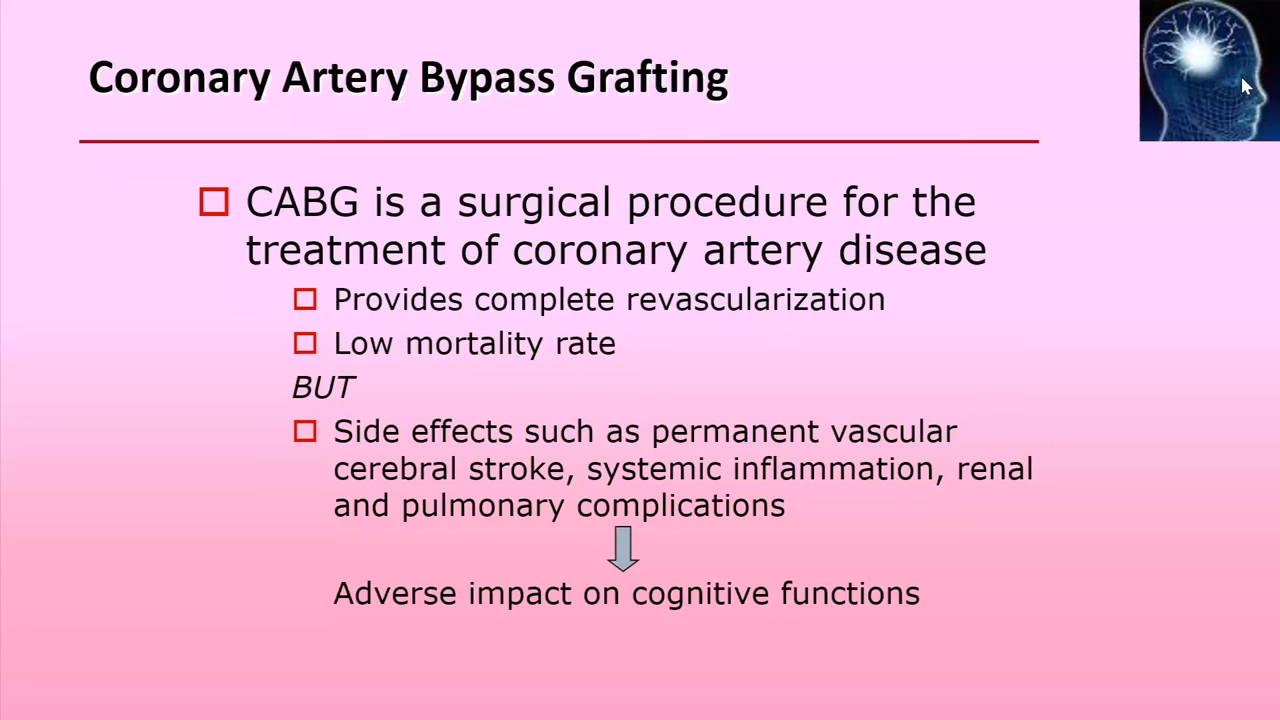 Coronary Artery Bypass Grafting
CABG is a surgical procedure for the
treatment of coronary artery disease
Provides complete revascularization
Low mortality rate
BUT
Side effects such as permanent vascular
cerebral stroke, systemic inflammation, renal
and pulmonary complications
Adverse impact on cognitive functions